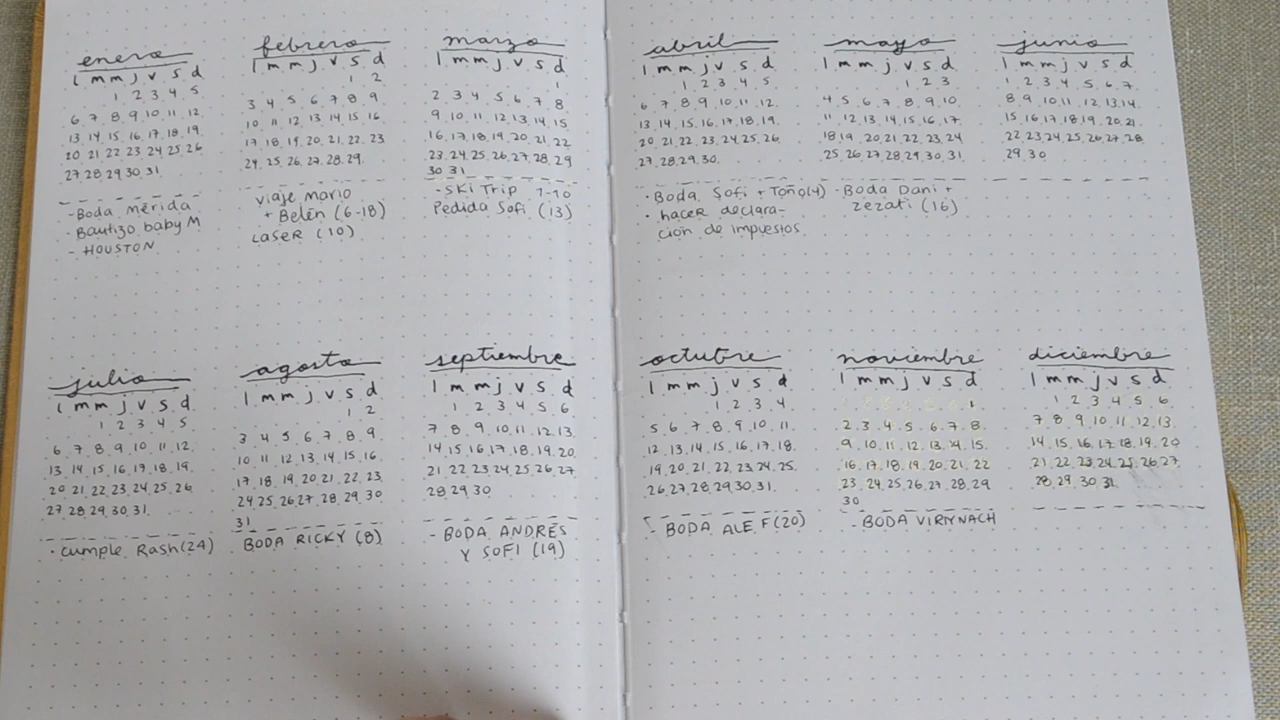 enero
l m m j v s d
1 2 3 4 5
6 7 8 9 10 11 12
13 14 15 16 17 18 19
20 21 22 23 24 25 26
27 28 29 30 31
- Boda Mérida
- Bautizo baby M
- HOUSTON
febrero
l m m j v s d
1 2
3 4 5 6 7 8 9
10 11 12 13 14 15 16
17 18 19 20 21 22 23
24 25 26 27 28 29
viaje Mario
+ Belén (6-18)
Laser (10)
marzo
l m m j v s d
1
2 3 4 5 6 7 8
9 10 11 12 13 14 15
16 17 18 19 20 21 22
23 24 25 26 27 28 29
30 31
- SKi Trip 7-10
Pedida Sofi (13)
abril
l m m j v s d
1 2 3 4 5
6 7 8 9 10 11 12
13 14 15 16 17 18 19
20 21 22 23 24 25 26
27 28 29 30
· Boda Sofi + Toño(4)
· hacer declara-
ción de impuestos
mayo
l m m j v s d
1 2 3
4 5 6 7 8 9 10
11 12 13 14 15 16 17
18 19 20 21 22 23 24
25 26 27 28 29 30 31
· Boda Dani +
zezati (16)
junio
l m m j v s d
1 2 3 4 5 6 7
8 9 10 11 12 13 14
15 16 17 18 19 20 21
22 23 24 25 26 27 28
29 30
julio
l m m j v s d
1 2 3 4 5
6 7 8 9 10 11 12
13 14 15 16 17 18 19
20 21 22 23 24 25 26
27 28 29 30 31
· cumple Rash(24)
agosto
l m m j v s d
1 2
3 4 5 6 7 8 9
10 11 12 13 14 15 16
17 18 19 20 21 22 23
24 25 26 27 28 29 30
31
BODA RICKY (8)
septiembre
l m m j v s d
1 2 3 4 5 6
7 8 9 10 11 12 13
14 15 16 17 18 19 20
21 22 23 24 25 26 27
28 29 30
- BODA ANDRÉS
Y SOFI (19)
octubre
l m m j v s d
1 2 3 4
5 6 7 8 9 10 11
12 13 14 15 16 17 18
19 20 21 22 23 24 25
26 27 28 29 30 31
- BODA ALE F(20)
noviembre
l m m j v s d
1
2 3 4 5 6 7 8
9 10 11 12 13 14 15
16 17 18 19 20 21 22
23 24 25 26 27 28 29
30
- BODA
diciembre
l m m j v s d
1 2 3 4 5 6
7 8 9 10 11 12 13
14 15 16 17 18 19 20
21 22 23 24 25 26 27
28 29 30 31